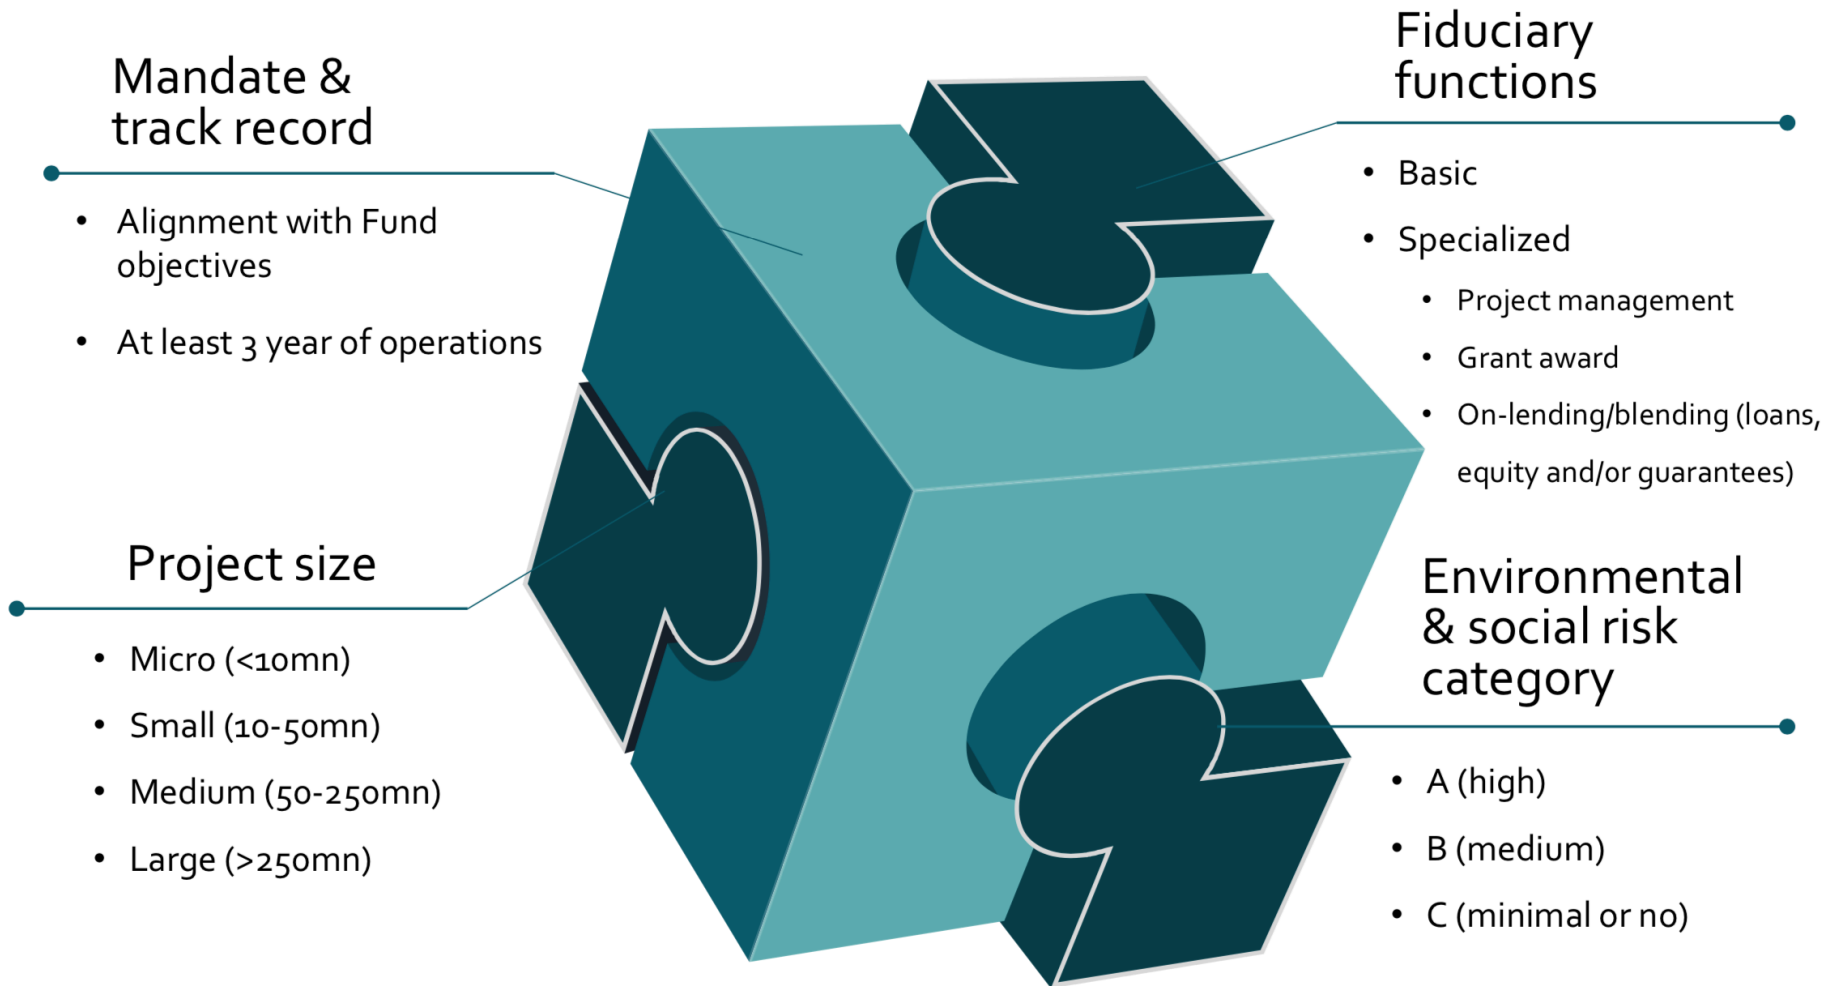 Mandate &
track record
• Alignment with Fund
objectives
• At least 3 year of operations
Project size
• Micro (<10mn)
• Small (10-50mn)
• Medium (50-250mn)
• Large (>250mn)
Fiduciary
functions
• Basic
• Specialized
• Project management
• Grant award
• On-lending/blending (loans,
equity and/or guarantees)
Environmental
& social risk
category
• A (high)
• B (medium)
• C (minimal or no)